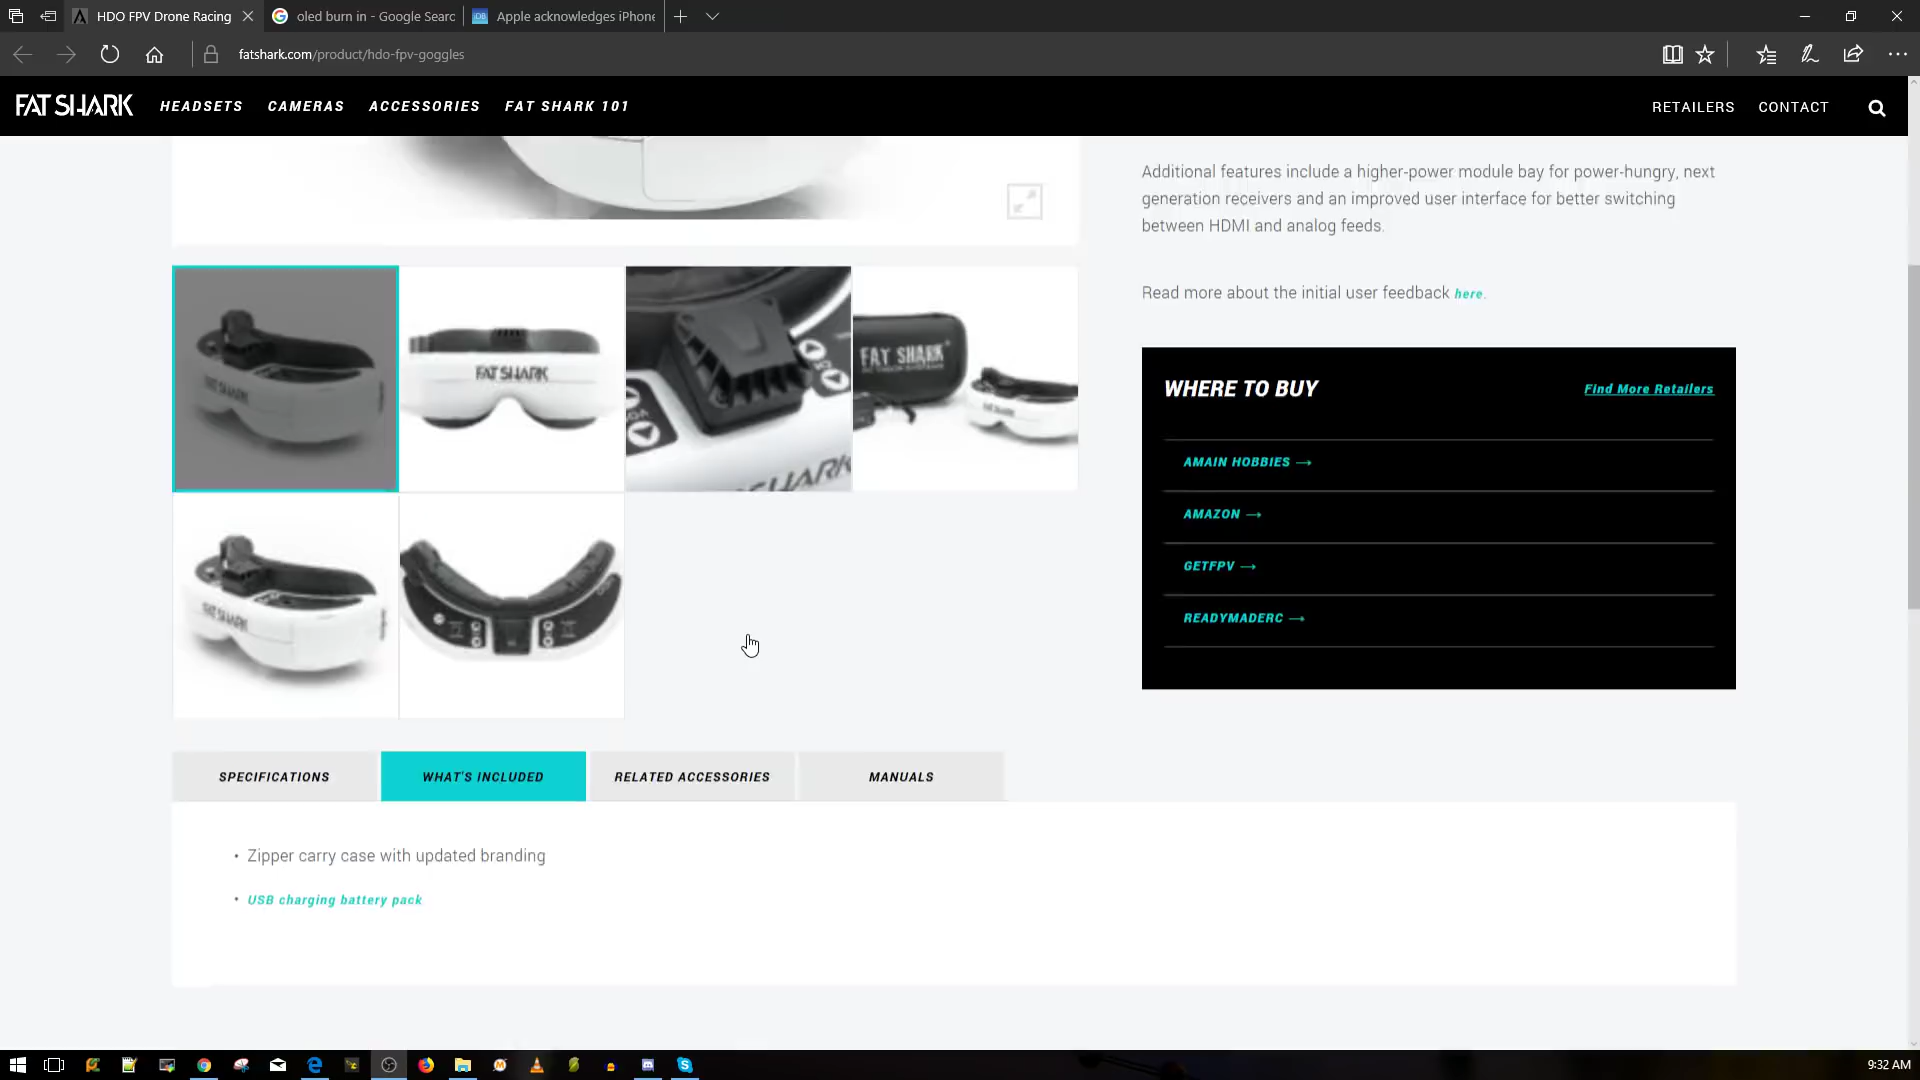 HDO FPV Drone Racing
oled burn in - Google Searc
Apple acknowledges iPhone
fatshark.com/product/hdo-fpv-goggles
FAT SHARK
HEADSETS
CAMERAS
ACCESSORIES
FAT SHARK 101
RETAILERS
CONTACT
Additional features include a higher-power module bay for power-hungry, next
generation receivers and an improved user interface for better switching
between HDMI and analog feeds.
Read more about the initial user feedback here.
FAT SHARK
FAT SHARK
SHARK
FAT SHARK
WHERE TO BUY
Find More Retailers
AMAIN HOBBIES →
AMAZON →
GETFPV →
READYMADERC →
FAT SHARK
SPECIFICATIONS
WHAT'S INCLUDED
RELATED ACCESSORIES
MANUALS
• Zipper carry case with updated branding
• USB charging battery pack
9:32 AM